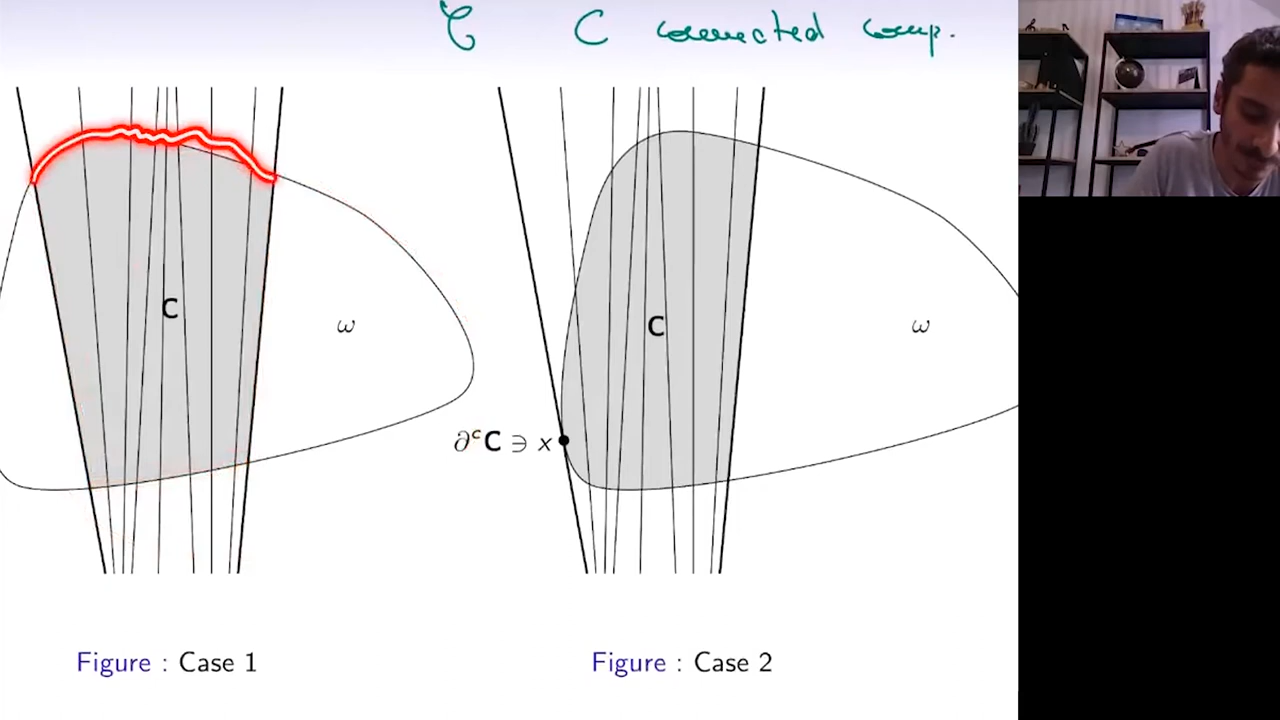 𝒞 C connected comp.
C ω C ω
∂ᶜC ∋ x
Figure : Case 1 Figure : Case 2